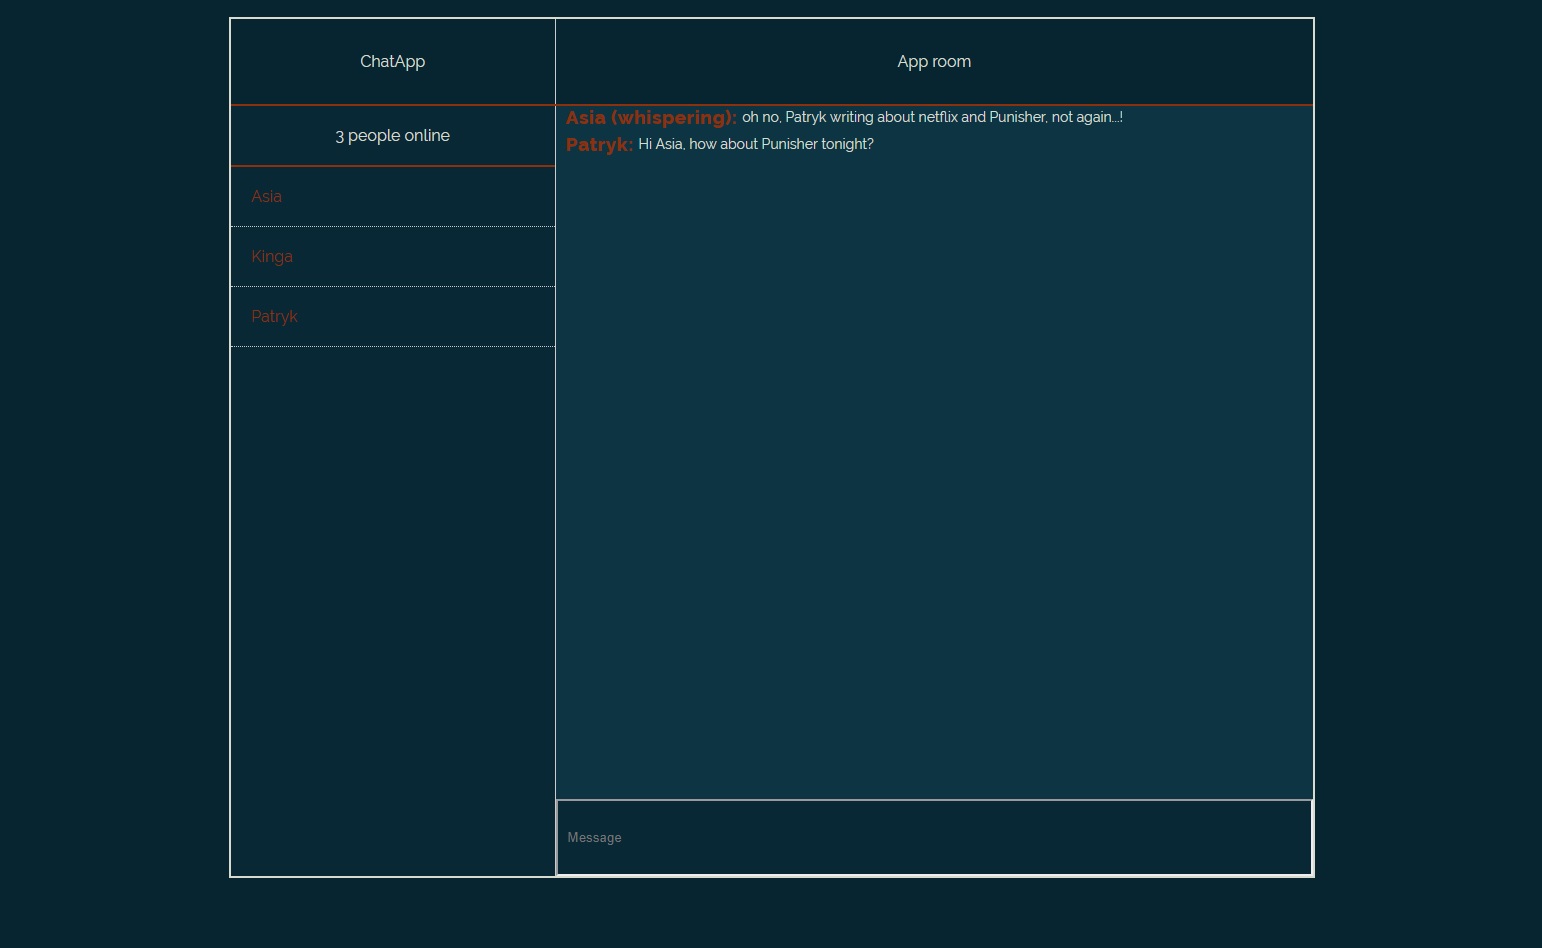 ChatApp
App room
3 people online
Asia
Kinga
Patryk
Asia (whispering): oh no, Patryk writing about netflix and Punisher, not again...!
Patryk: Hi Asia, how about Punisher tonight?
Message